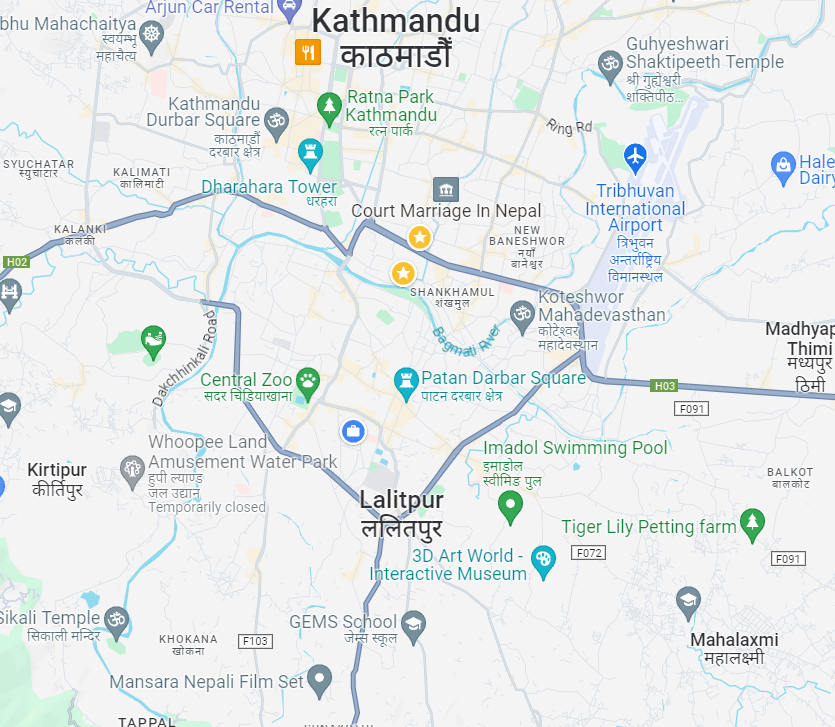 Arjun Car Rental
Kathmandu
काठमाडौं
bhu Mahachaitya
स्वयम्भू
महाचैत्य
Guhyeshwari
Shaktipeeth Temple
श्री गुह्येश्वरी
शक्तिपीठ...
Ratna Park
Kathmandu
रत्न पार्क
Kathmandu
Durbar Square
काठमाडौं
दरबार क्षेत्र
Ring Rd
SYUCHATAR
स्युचाटार
KALIMATI
कालिमाटी
Dharahara Tower
धरहरा
Tribhuvan
International
Airport
त्रिभुवन
अन्तर्राष्ट्रिय
विमानस्थल
Hale
Dairy
Court Marriage In Nepal
KALANKI
कलंकी
NEW
BANESHWOR
नयाँ
बानेश्वर
H02
SHANKHAMUL
शंखमुल
Koteshwor
Mahadevasthan
कोटेश्वर
महादेवस्थान
Bagmati River
Dakchhinkali Road
Madhyap
Thimi
मध्यपुर
ठिमी
Central Zoo
सदर चिडियाखाना
Patan Darbar Square
पाटन दरबार क्षेत्र
H03
F091
Whoopee Land
Amusement Water Park
हुपी ल्याण्ड
जल उद्यान
Temporarily closed
Imadol Swimming Pool
इमाडोल
स्वीमिङ पुल
Kirtipur
कीर्तिपुर
BALKOT
बालकोट
Lalitpur
ललितपुर
Tiger Lily Petting farm
F072
F091
3D Art World -
Interactive Museum
Sikali Temple
सिकाली मन्दिर
GEMS School
जेम्स स्कूल
KHOKANA
खोकना
F103
Mahalaxmi
महालक्ष्मी
Mansara Nepali Film Set
TAPPAL